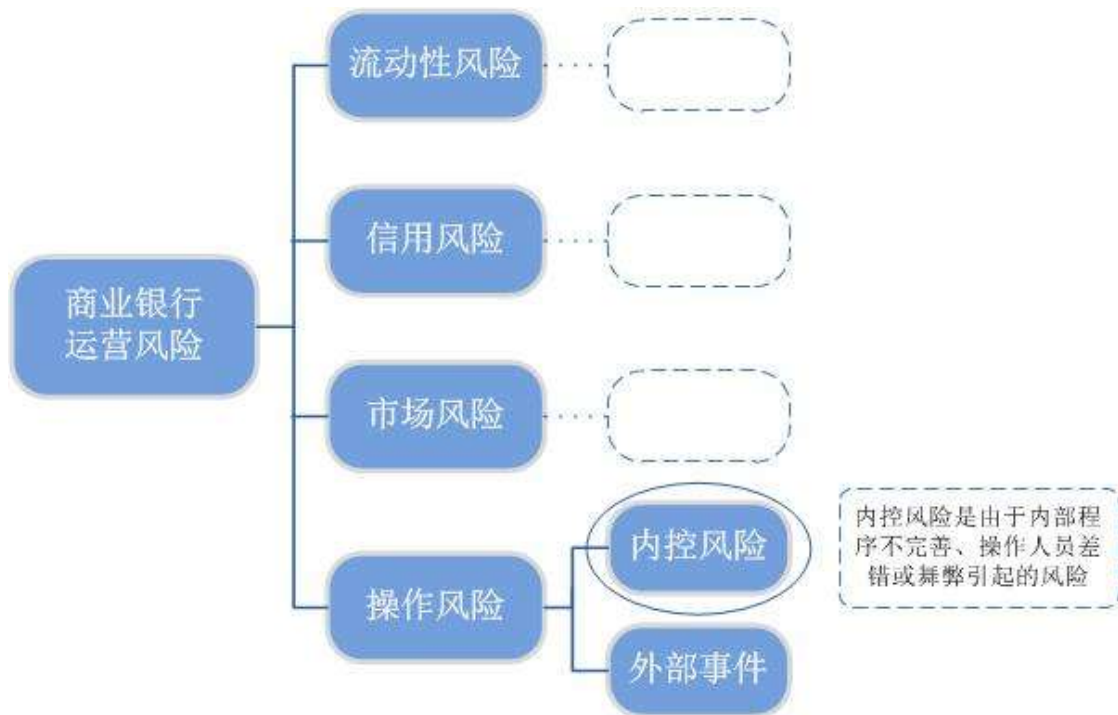 流动性风险
信用风险
商业银行
运营风险
市场风险
内控风险
内控风险是由于内部程
序不完善、操作人员差
错或舞弊引起的风险
操作风险
外部事件